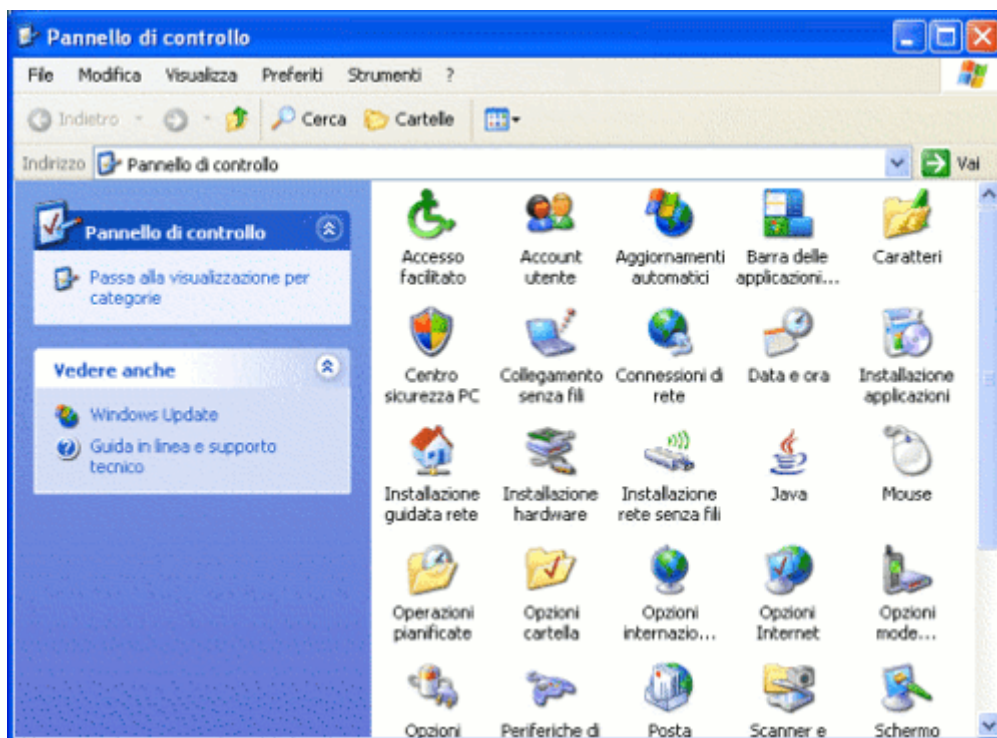 Pannello di controllo
File Modifica Visualizza Preferiti Strumenti ?
Indietro Cerca Cartelle
Indirizzo Pannello di controllo Vai
Pannello di controllo
Passa alla visualizzazione per
categorie
Vedere anche
Windows Update
Guida in linea e supporto
tecnico
Accesso
facilitato
Account
utente
Aggiornamenti
automatici
Barra delle
applicazioni...
Caratteri
Centro
sicurezza PC
Collegamento
senza fili
Connessioni di
rete
Data e ora
Installazione
applicazioni
Installazione
guidata rete
Installazione
hardware
Installazione
rete senza fili
Java
Mouse
Operazioni
pianificate
Opzioni
cartella
Opzioni
internazio...
Opzioni
Internet
Opzioni
mode...
Opzioni
Periferiche di
Posta
Scanner e
Schermo